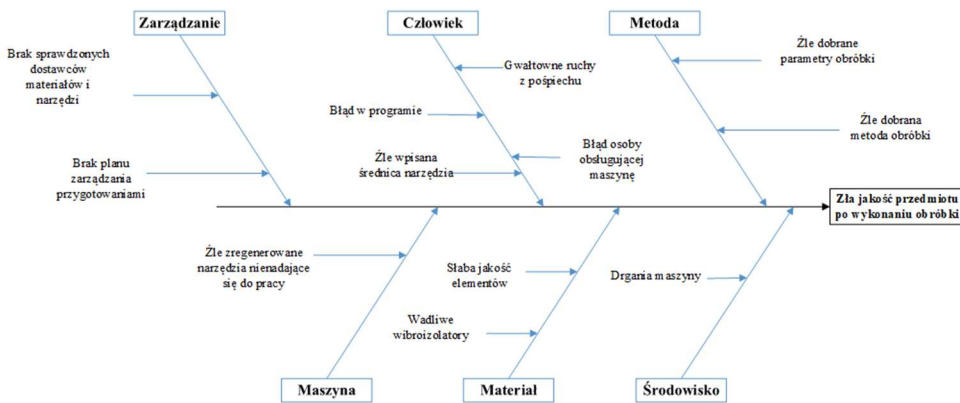 Zarządzanie
Człowiek
Metoda
Brak sprawdzonych
dostawców
materiałów i
narzędzi
Brak planu
zarządzania
przygotowaniami
Gwałtowne ruchy
z pośpiechu
Błąd w programie
Błąd osoby
obsługującej
maszynę
Źle wpisana
średnica narzędzia
Źle dobrane
parametry obróbki
Źle dobrana
metoda obróbki
Zła jakość przedmiotu
po wykonaniu obróbki
Źle zregenerowane
narzędzia nienadające
się do pracy
Słaba jakość
elementów
Wadliwe
wibroizolatory
Drgania maszyny
Maszyna
Materiał
Środowisko